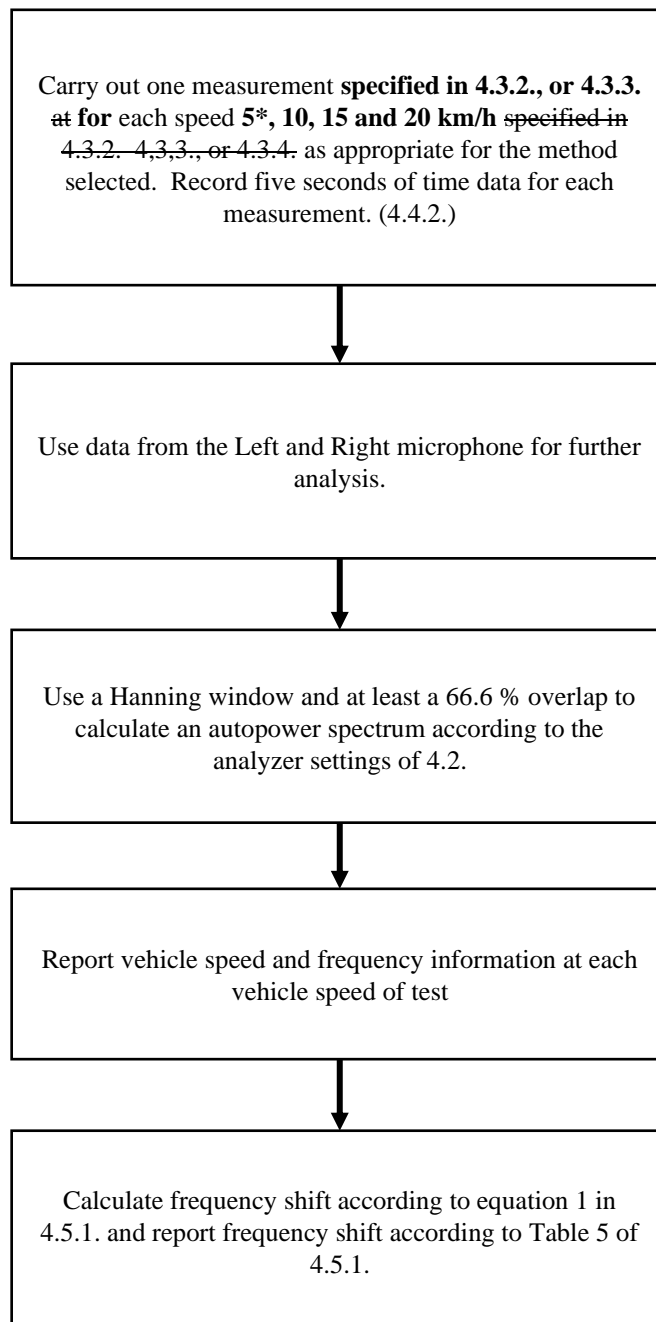 Carry out one measurement specified in 4.3.2., or 4.3.3.
at for each speed 5*, 10, 15 and 20 km/h specified in
4.3.2. 4,3,3., or 4.3.4. as appropriate for the method
selected. Record five seconds of time data for each
measurement. (4.4.2.)
Use data from the Left and Right microphone for further
analysis.
Use a Hanning window and at least a 66.6 % overlap to
calculate an autopower spectrum according to the
analyzer settings of 4.2.
Report vehicle speed and frequency information at each
vehicle speed of test
Calculate frequency shift according to equation 1 in
4.5.1. and report frequency shift according to Table 5 of
4.5.1.